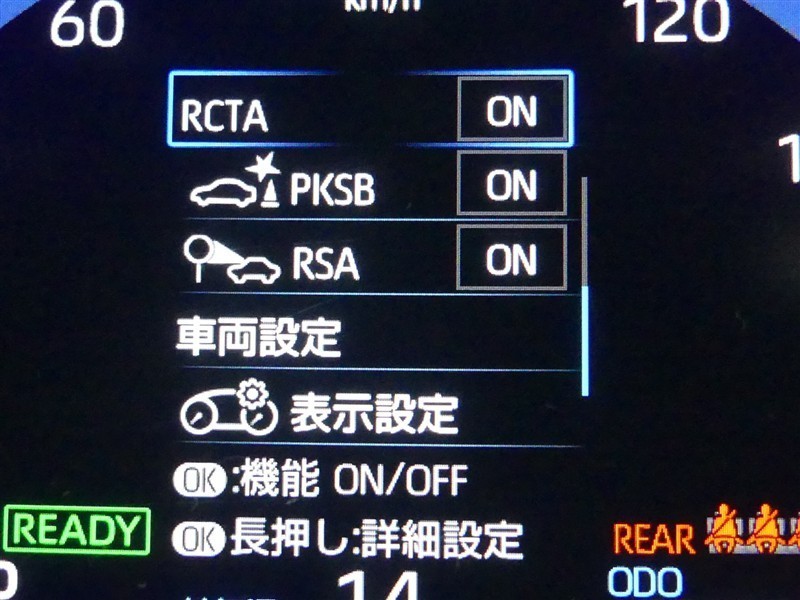 km/h
60
120
RCTA ON
PKSB ON
RSA ON
車両設定
表示設定
OK:機能 ON/OFF
OK長押し:詳細設定
READY
REAR
14
ODO